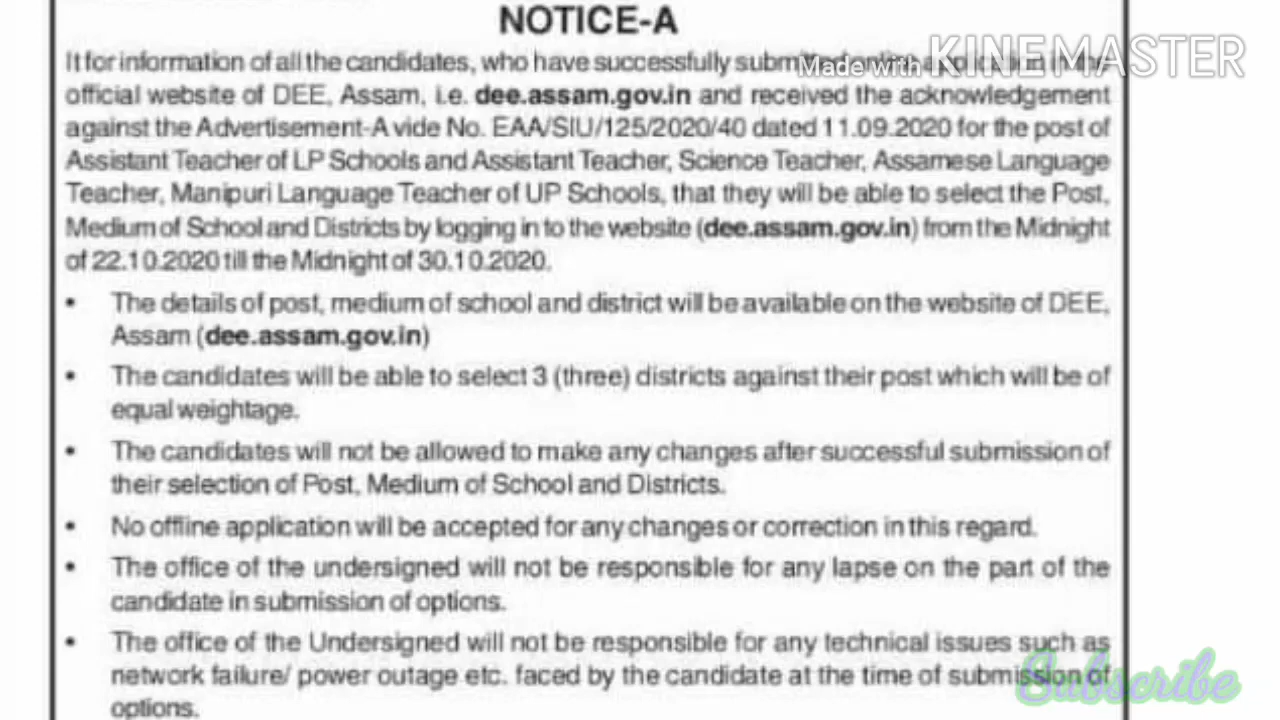 NOTICE-A
It for information of all the candidates, who have successfully
official website of DEE, Assam, i.e. dee.assam.gov.in and received the acknowledgement
against the Advertisement-A vide No. EAA/SIU/125/2020/40 dated 11.09.2020 for the post of
Assistant Teacher of LP Schools and Assistant Teacher, Science Teacher, Assamese Language
Teacher, Manipuri Language Teacher of UP Schools, that they will be able to select the Post,
Medium of School and Districts by logging in to the website (dee.assam.gov.in) from the Midnight
of 22.10.2020 till the Midnight of 30.10.2020.
• The details of post, medium of school and district will be available on the website of DEE,
Assam (dee.assam.gov.in)
• The candidates will be able to select 3 (three) districts against their post which will be of
equal weightage.
• The candidates will not be allowed to make any changes after successful submission of
their selection of Post, Medium of School and Districts.
• No offline application will be accepted for any changes or correction in this regard.
• The office of the undersigned will not be responsible for any lapse on the part of the
candidate in submission of options.
• The office of the Undersigned will not be responsible for any technical issues such as
network failure/ power outage etc. faced by the candidate at the time of submission of
options.
Made with KINEMASTER
Subscribe